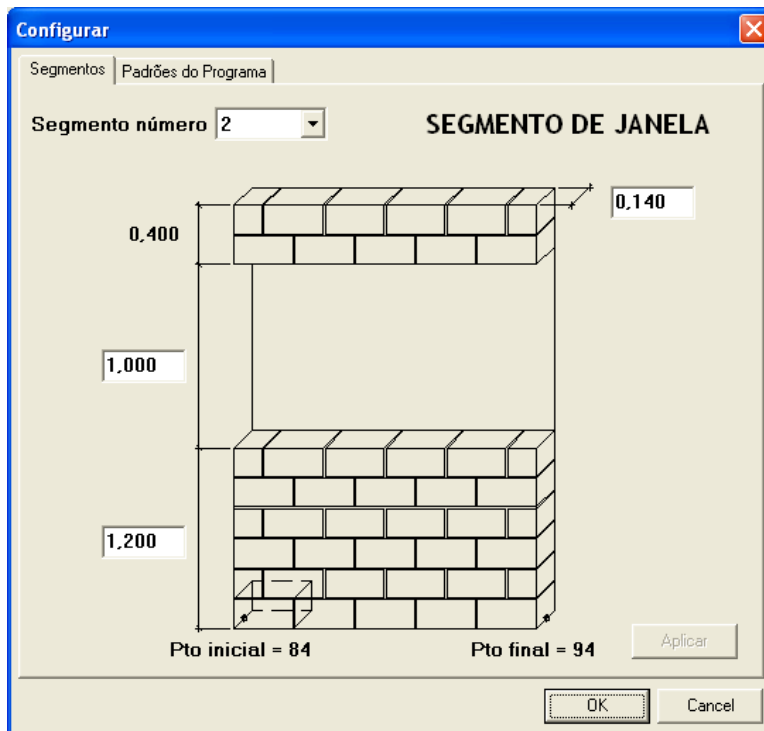 Configurar
Segmentos
Padrões do Programa
Segmento número 2
SEGMENTO DE JANELA
0,140
0,400
1,000
1,200
Pto inicial = 84
Pto final = 94
Aplicar
OK
Cancel